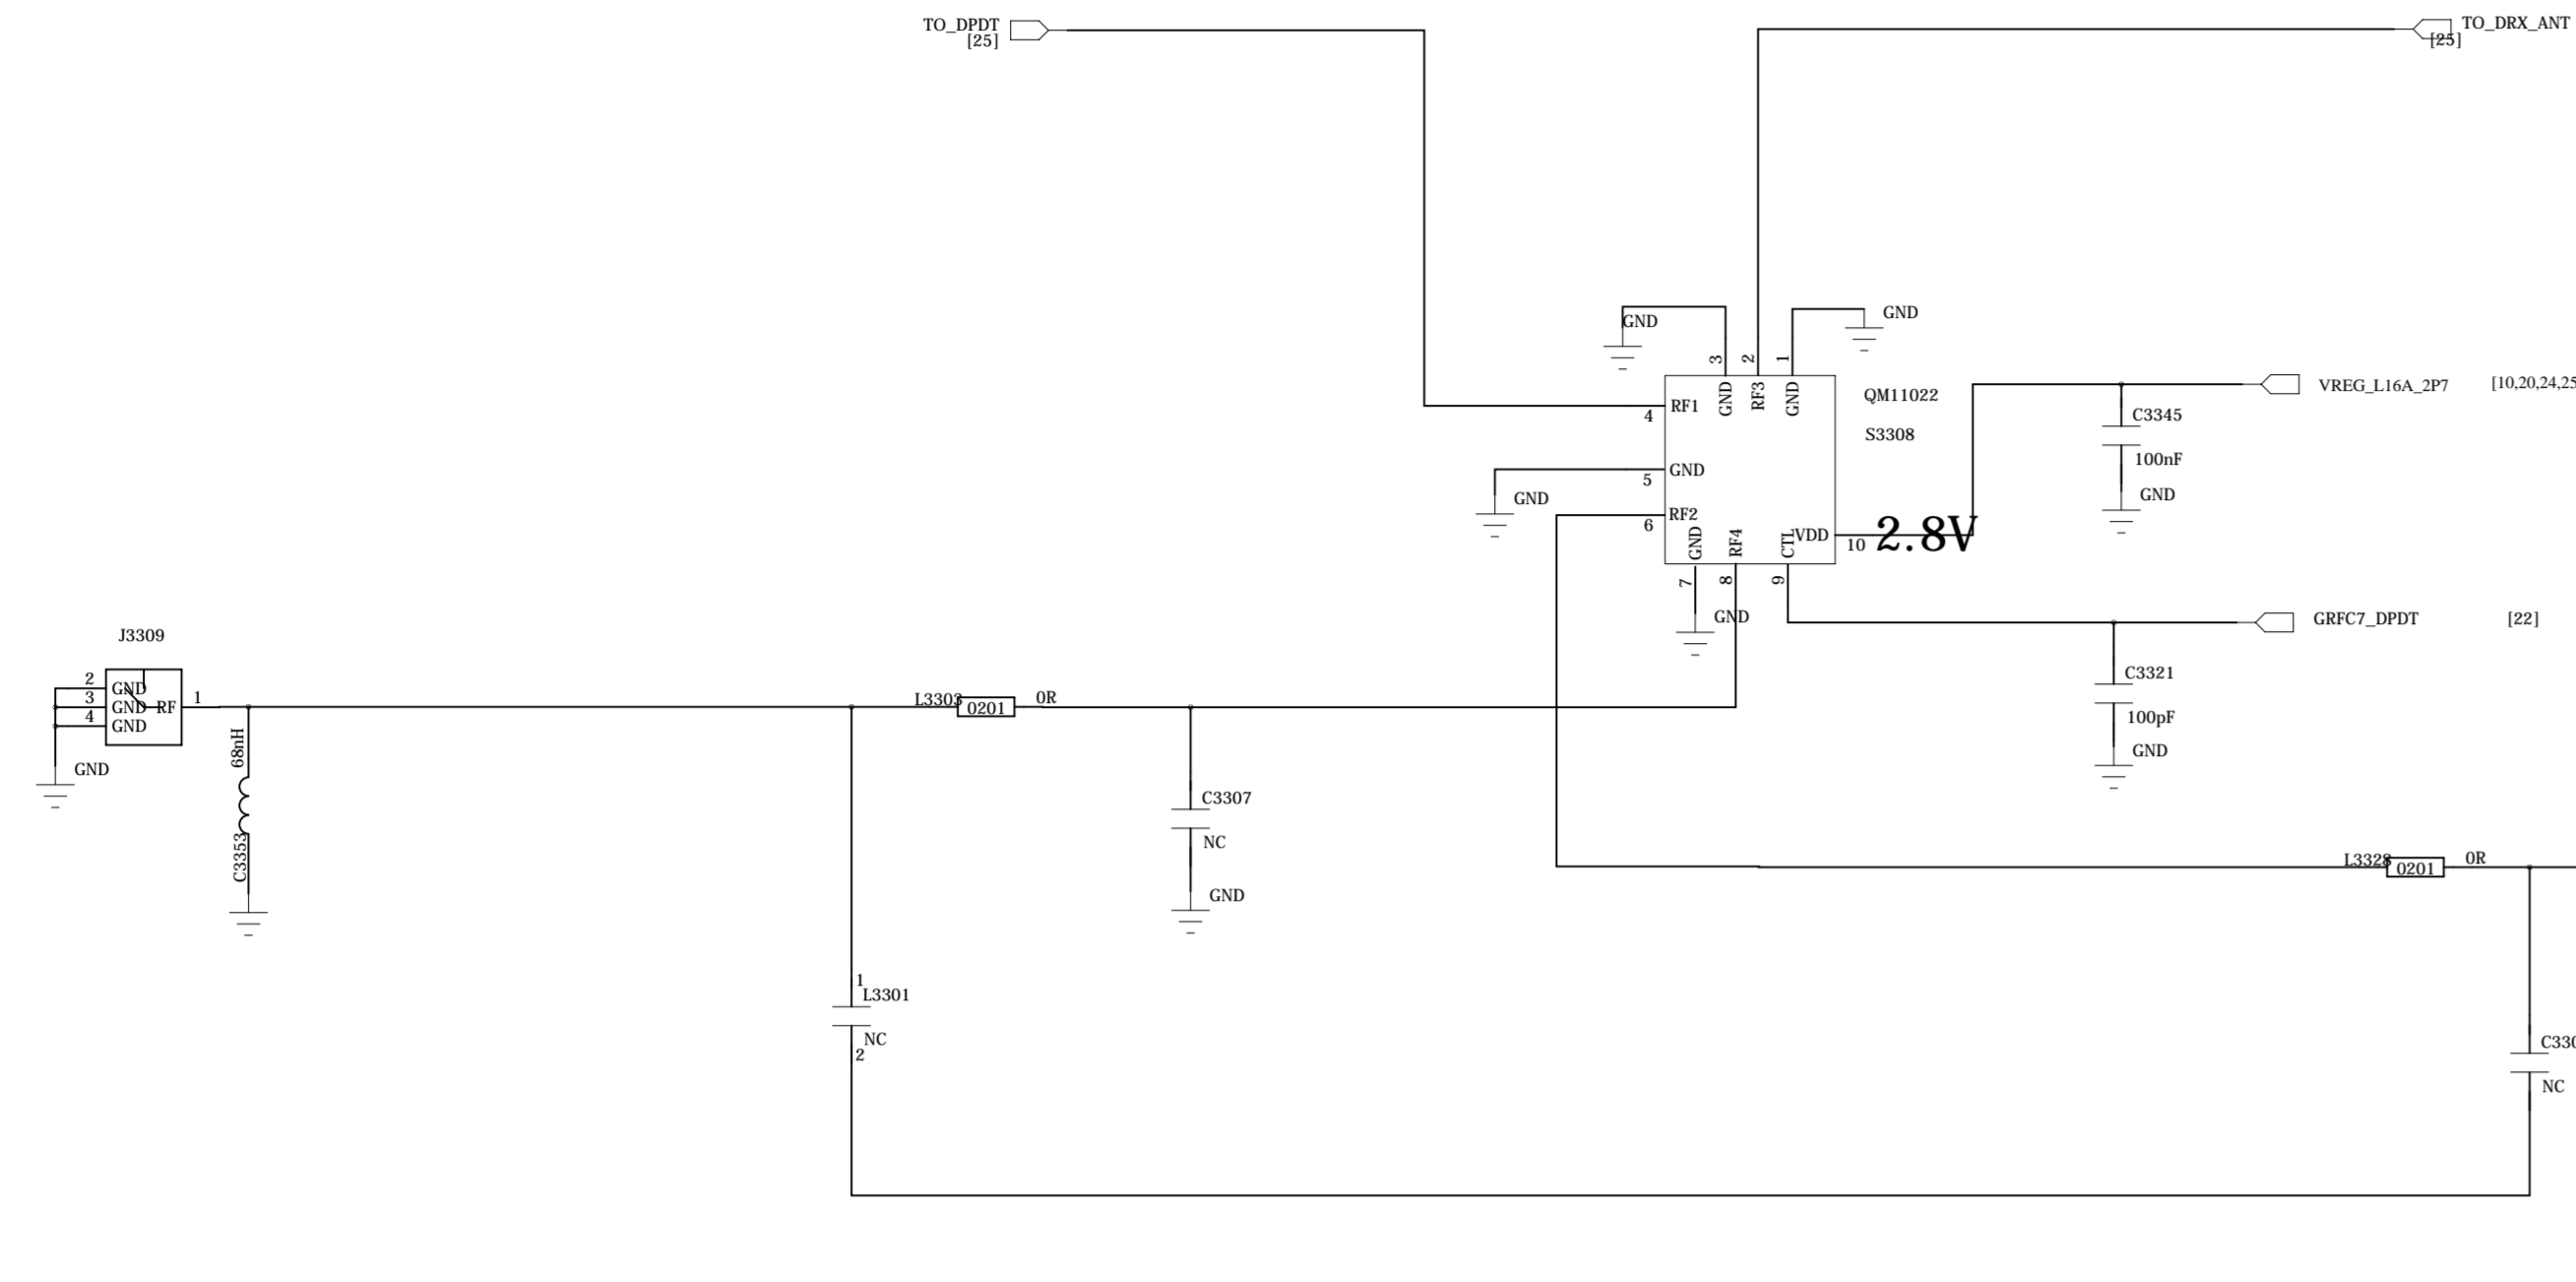 TO_DPDT
[25]
TO_DRX_ANT
[25]
GND
GND
3
2
1
GND
RF3
GND
QM11022
S3308
4
RF1
5
GND
GND
6
RF2
GND
RF4
CTL
VDD
10
2.8V
7
8
9
GND
VREG_L16A_2P7
[10,20,24,25
C3345
100nF
GND
GRFC7_DPDT
[22]
C3321
100pF
GND
J3309
2
3
4
GND
GND
GND
RF
1
GND
68nH
C3353
L3303
0201
0R
C3307
NC
GND
L3328
0201
0R
1
L3301
NC
2
C330
NC